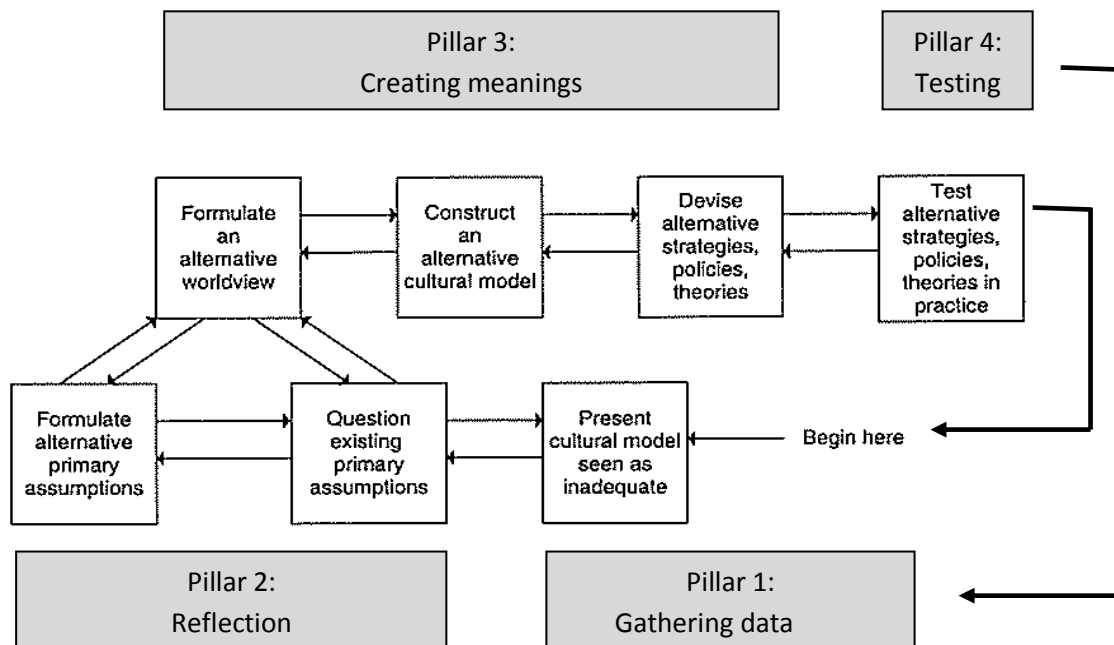 Pillar 3:
Creating meanings
Pillar 4:
Testing
Formulate
an
alternative
worldview
Construct
an
alternative
cultural model
Devise
alternative
strategies,
policies,
theories
Test
alternative
strategies,
policies,
theories in
practice
Formulate
alternative
primary
assumptions
Question
existing
primary
assumptions
Present
cultural model
seen as
inadequate
Begin here
Pillar 2:
Reflection
Pillar 1:
Gathering data